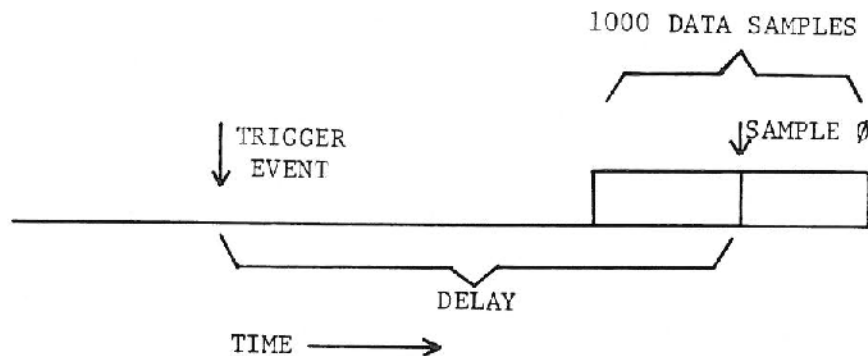 1000 DATA SAMPLES
SAMPLE Ø
TRIGGER
EVENT
DELAY
TIME